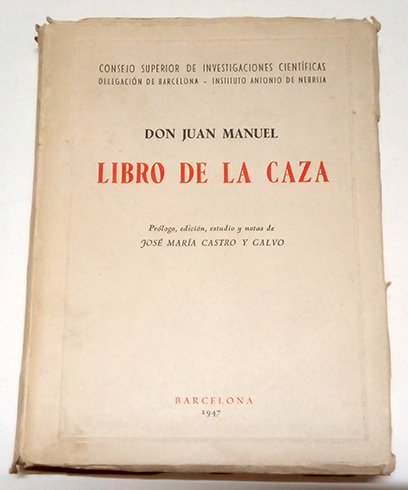 CONSEJO SUPERIOR DE INVESTIGACIONES CIENTÍFICAS
DELEGACIÓN DE BARCELONA - INSTITUTO ANTONIO DE NEBRIJA
DON JUAN MANUEL
LIBRO DE LA CAZA
Prólogo, edición, estudio y notas de
JOSÉ MARÍA CASTRO Y CALVO
BARCELONA
1947